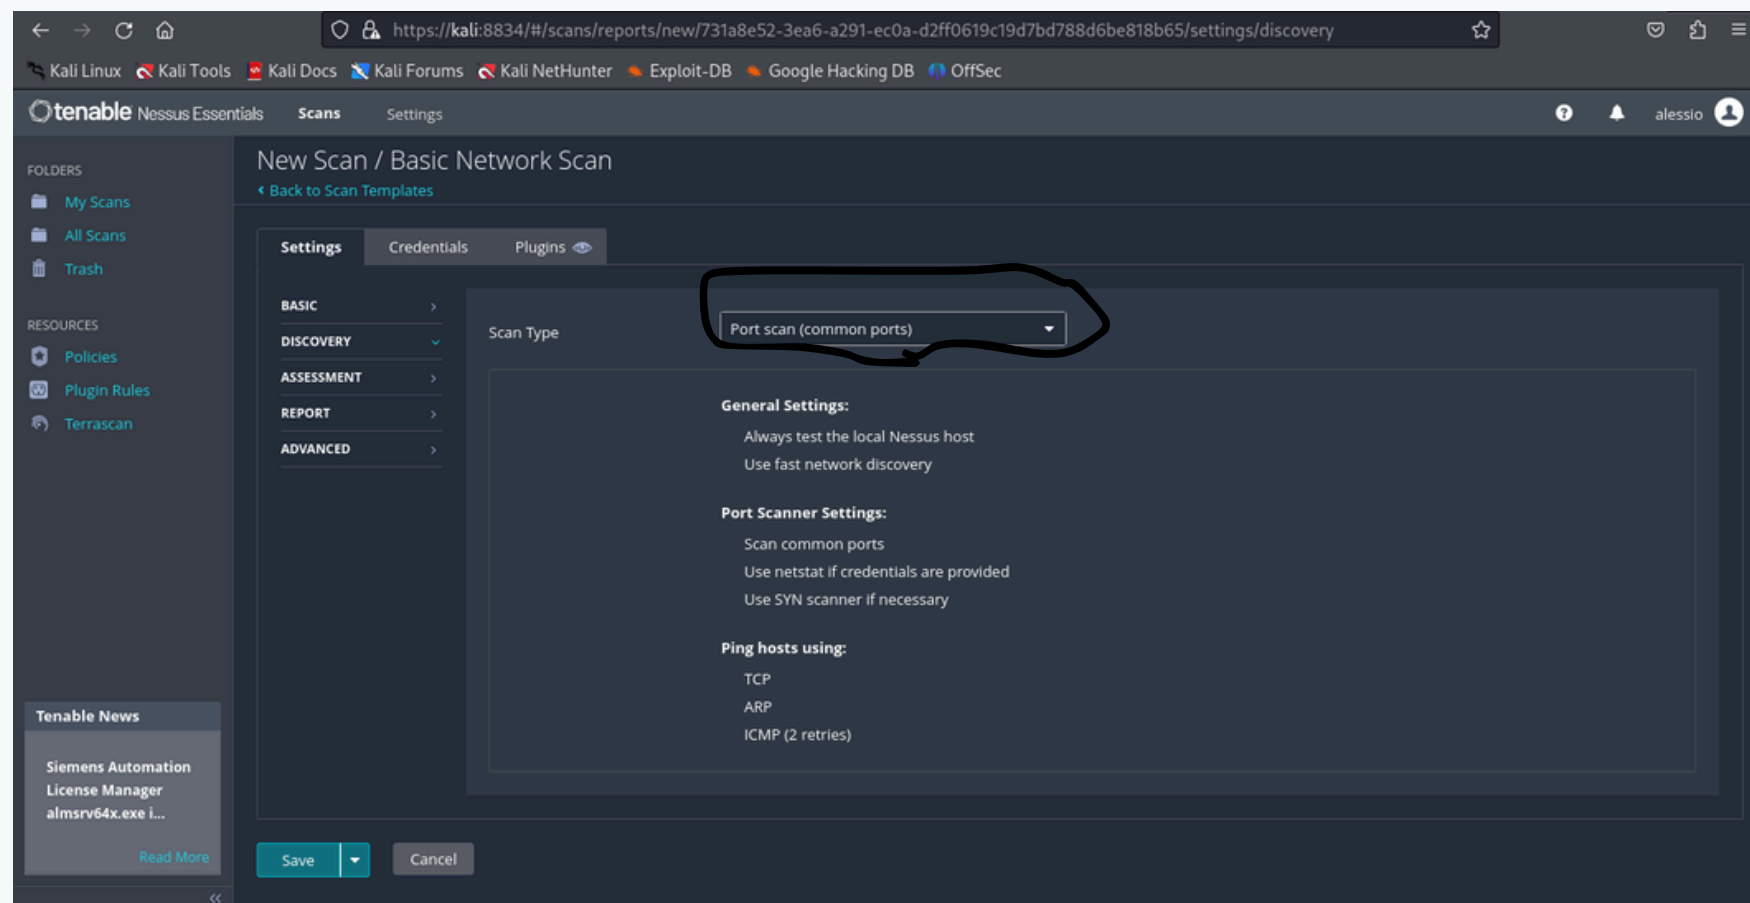 https://kali:8834/#/scans/reports/new/731a8e52-3ea6-a291-ec0a-d2ff0619c19d7bd788d6be818b65/settings/discovery
Kali Linux Kali Tools Kali Docs Kali Forums Kali NetHunter Exploit-DB Google Hacking DB OffSec
tenable Nessus Essentials Scans Settings alessio
FOLDERS
My Scans
All Scans
Trash
RESOURCES
Policies
Plugin Rules
Terrascan
Tenable News
Siemens Automation
License Manager
almsrv64x.exe i...
Read More
New Scan / Basic Network Scan
Back to Scan Templates
Settings Credentials Plugins
BASIC
DISCOVERY
ASSESSMENT
REPORT
ADVANCED
Scan Type Port scan (common ports)
General Settings:
Always test the local Nessus host
Use fast network discovery
Port Scanner Settings:
Scan common ports
Use netstat if credentials are provided
Use SYN scanner if necessary
Ping hosts using:
TCP
ARP
ICMP (2 retries)
Save Cancel